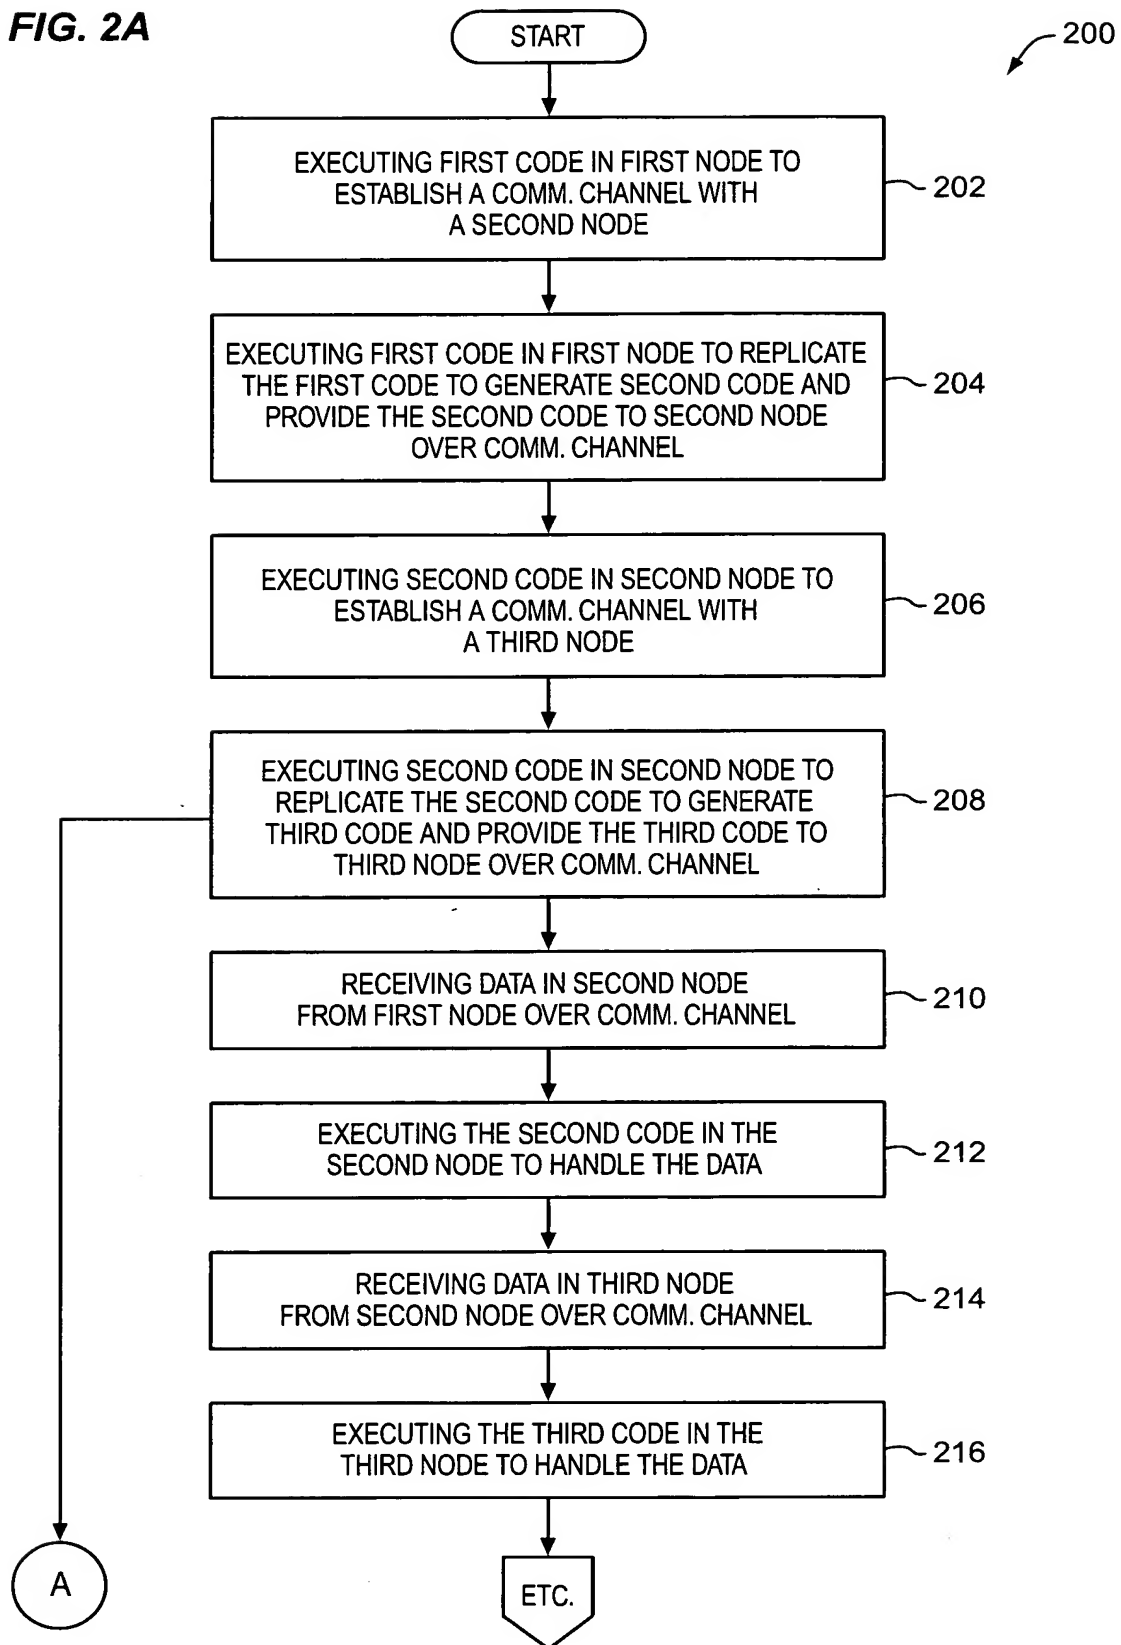 FIG. 2A
START
200
EXECUTING FIRST CODE IN FIRST NODE TO
ESTABLISH A COMM. CHANNEL WITH
A SECOND NODE
202
EXECUTING FIRST CODE IN FIRST NODE TO REPLICATE
THE FIRST CODE TO GENERATE SECOND CODE AND
PROVIDE THE SECOND CODE TO SECOND NODE
OVER COMM. CHANNEL
204
EXECUTING SECOND CODE IN SECOND NODE TO
ESTABLISH A COMM. CHANNEL WITH
A THIRD NODE
206
EXECUTING SECOND CODE IN SECOND NODE TO
REPLICATE THE SECOND CODE TO GENERATE
THIRD CODE AND PROVIDE THE THIRD CODE TO
THIRD NODE OVER COMM. CHANNEL
208
RECEIVING DATA IN SECOND NODE
FROM FIRST NODE OVER COMM. CHANNEL
210
EXECUTING THE SECOND CODE IN THE
SECOND NODE TO HANDLE THE DATA
212
RECEIVING DATA IN THIRD NODE
FROM SECOND NODE OVER COMM. CHANNEL
214
EXECUTING THE THIRD CODE IN THE
THIRD NODE TO HANDLE THE DATA
216
A
ETC.